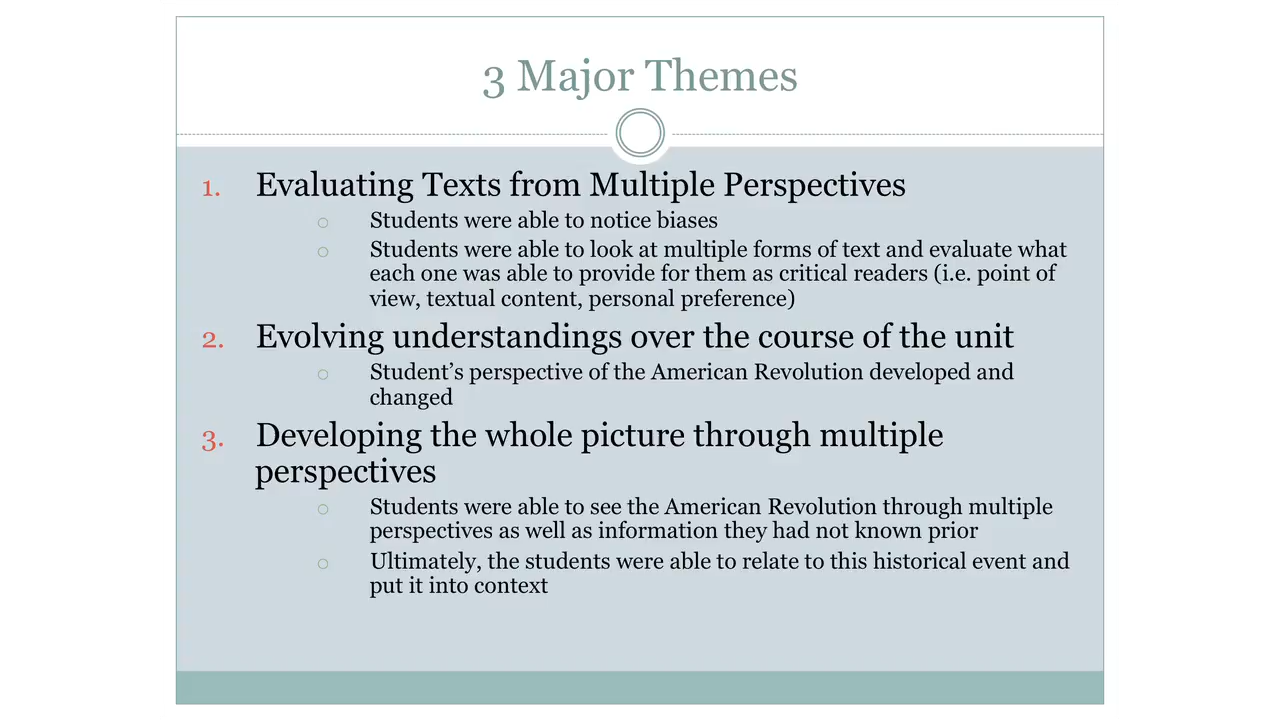 3 Major Themes
1. Evaluating Texts from Multiple Perspectives
○ Students were able to notice biases
○ Students were able to look at multiple forms of text and evaluate what
each one was able to provide for them as critical readers (i.e. point of
view, textual content, personal preference)
2. Evolving understandings over the course of the unit
○ Student’s perspective of the American Revolution developed and
changed
3. Developing the whole picture through multiple
perspectives
○ Students were able to see the American Revolution through multiple
perspectives as well as information they had not known prior
○ Ultimately, the students were able to relate to this historical event and
put it into context